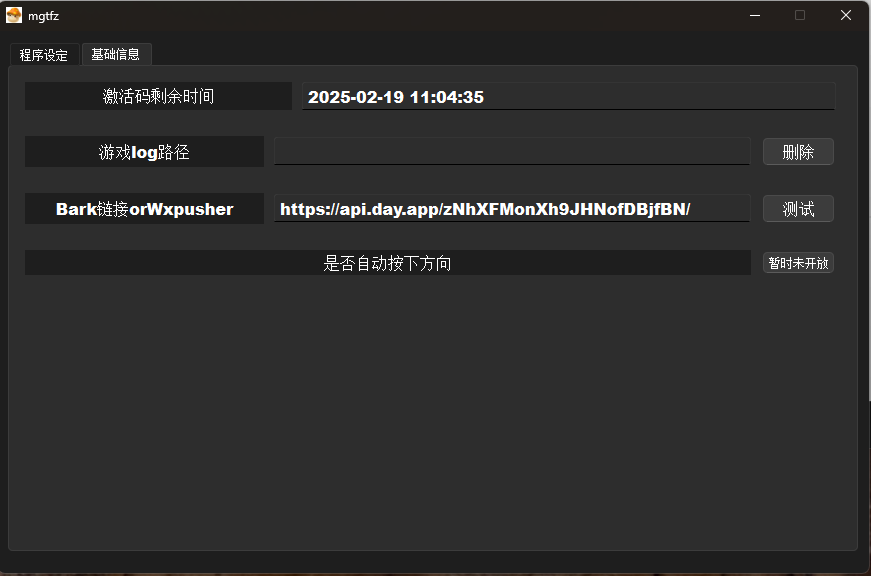 mgtfz
程序设定 基础信息
激活码剩余时间 2025-02-19 11:04:35
游戏log路径 删除
Bark链接orWxpusher https://api.day.app/zNhXFMonXh9JHNofDBjfBN/ 测试
是否自动按下方向 暂时未开放